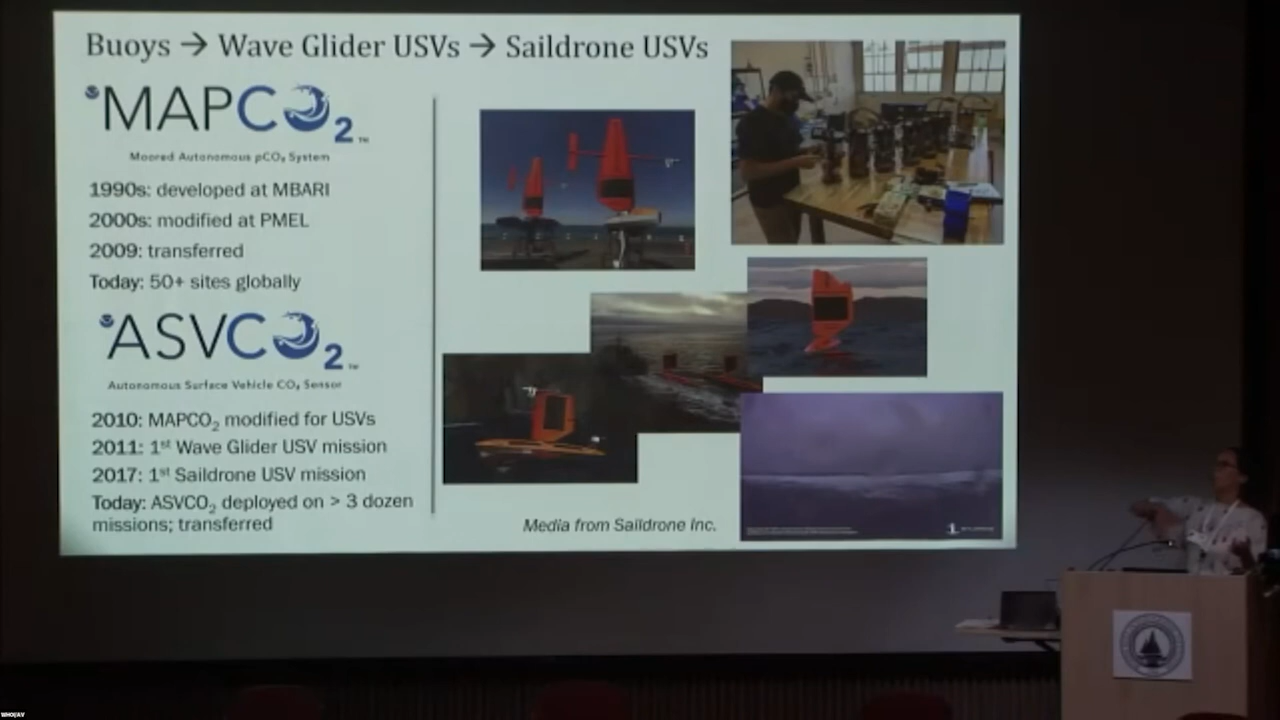 Buoys → Wave Glider USVs → Saildrone USVs
MAPCO₂™
Moored Autonomous pCO₂ System
1990s: developed at MBARI
2000s: modified at PMEL
2009: transferred
Today: 50+ sites globally
ASVCO₂™
Autonomous Surface Vehicle CO₂ Sensor
2010: MAPCO₂ modified for USVs
2011: 1st Wave Glider USV mission
2017: 1st Saildrone USV mission
Today: ASVCO₂ deployed on > 3 dozen
missions; transferred
Media from Saildrone Inc.
WHOI/AV